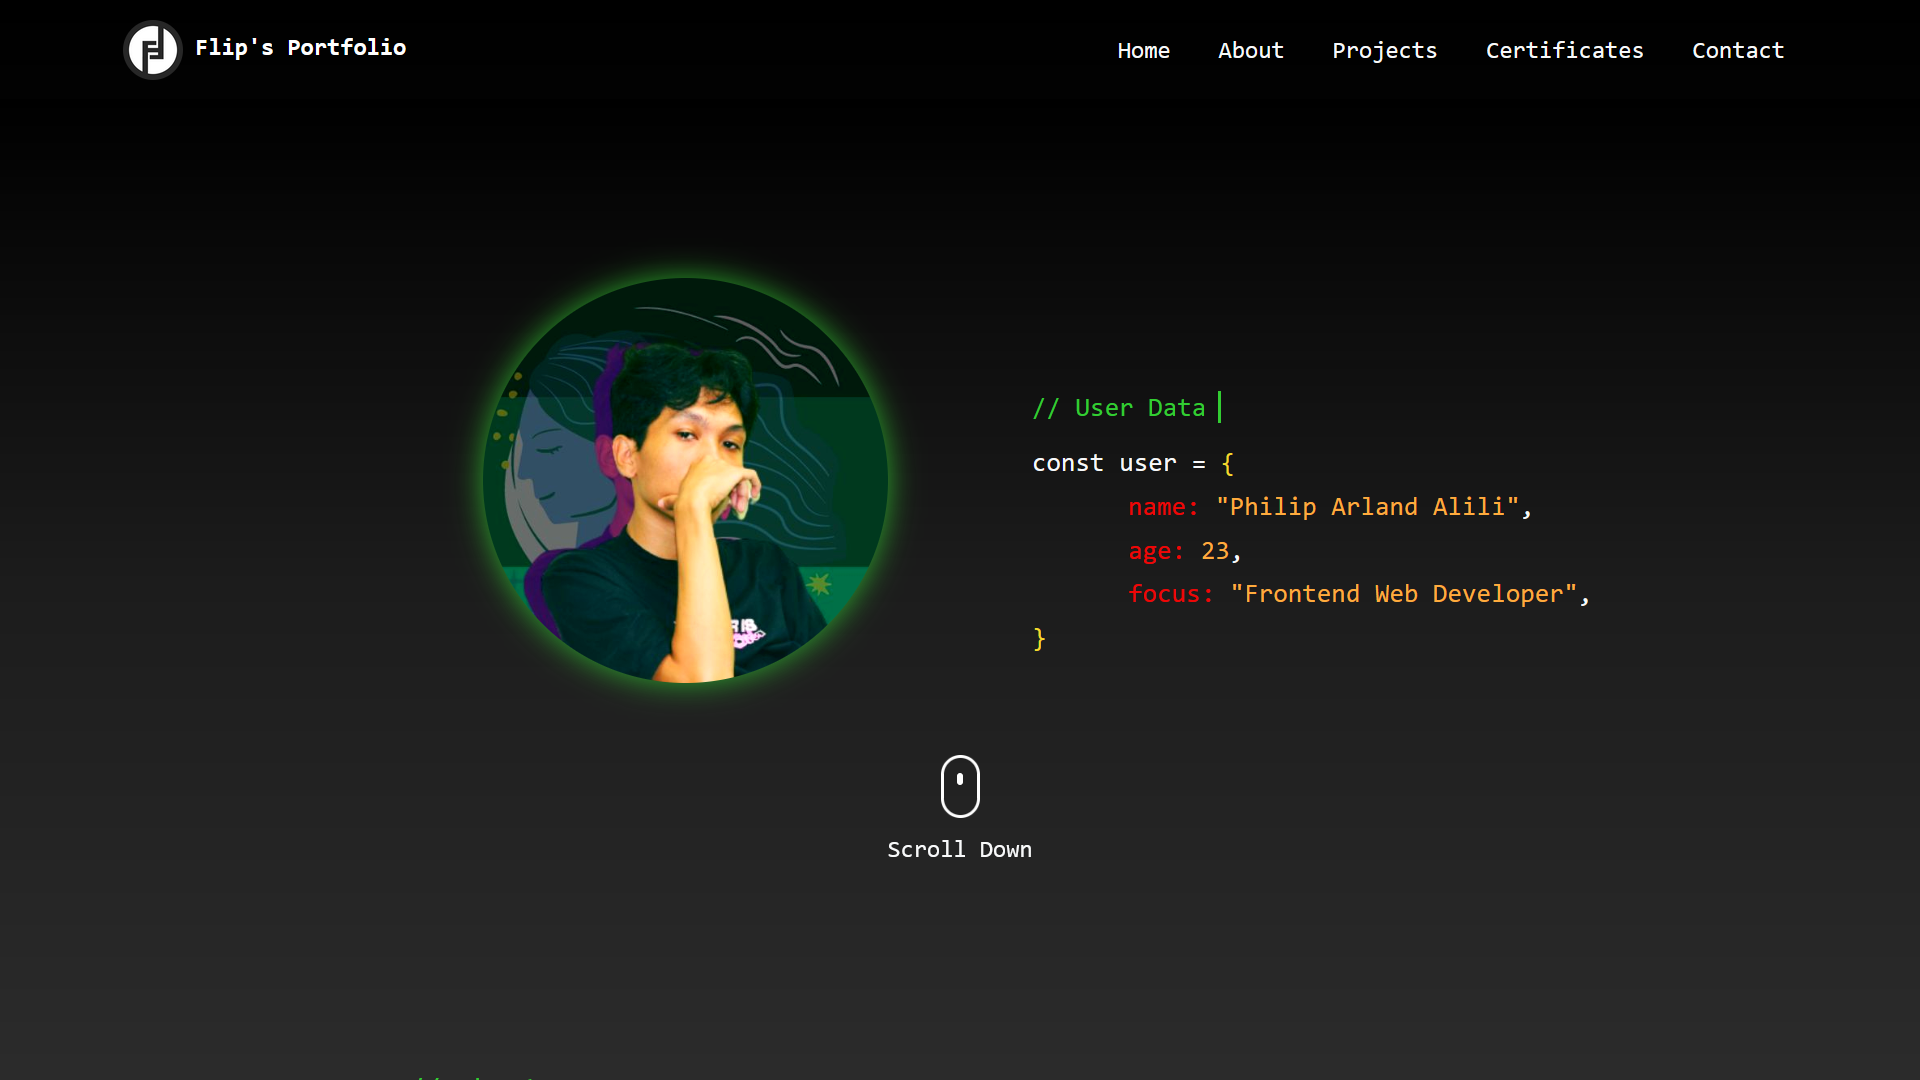 Flip's Portfolio
Home About Projects Certificates Contact
// User Data
const user = {
name: "Philip Arland Alili",
age: 23,
focus: "Frontend Web Developer",
}
Scroll Down